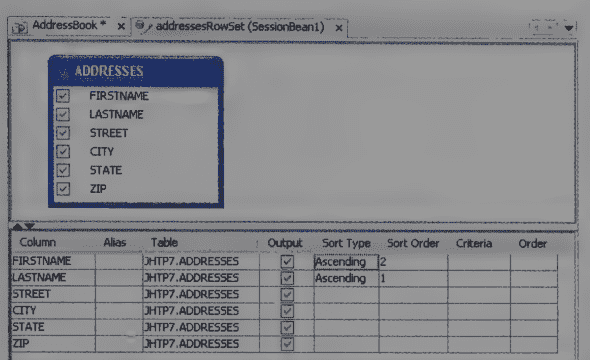 AddressBook * x addressesRowSet (SessionBean1) x
ADDRESSES
FIRSTNAME
LASTNAME
STREET
CITY
STATE
ZIP
Column Alias Table Output Sort Type Sort Order Criteria Order
FIRSTNAME JHTP7.ADDRESSES Ascending 2
LASTNAME JHTP7.ADDRESSES Ascending 1
STREET JHTP7.ADDRESSES
CITY JHTP7.ADDRESSES
STATE JHTP7.ADDRESSES
ZIP JHTP7.ADDRESSES